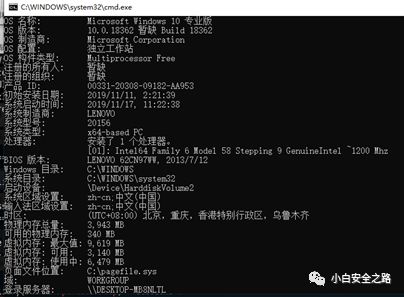 C:\WINDOWS\system32\cmd.exe
OS 名称: Microsoft Windows 10 专业版
OS 版本: 10.0.18362 暂缺 Build 18362
OS 制造商: Microsoft Corporation
OS 配置: 独立工作站
OS 构件类型: Multiprocessor Free
注册的所有人: 暂缺
注册的组织: 暂缺
产品 ID: 00331-20308-09182-AA953
初始安装日期: 2019/11/11, 2:21:39
系统启动时间: 2019/11/17, 11:22:38
系统制造商: LENOVO
系统型号: 20156
系统类型: x64-based PC
处理器: 安装了 1 个处理器。
[01]: Intel64 Family 6 Model 58 Stepping 9 GenuineIntel ~1200 Mhz
BIOS 版本: LENOVO 62CN97WW, 2013/7/12
Windows 目录: C:\WINDOWS
系统目录: C:\WINDOWS\system32
启动设备: \Device\HarddiskVolume2
系统区域设置: zh-cn;中文(中国)
输入法区域设置: zh-cn;中文(中国)
时区: (UTC+08:00) 北京，重庆，香港特别行政区，乌鲁木齐
物理内存总量: 3,943 MB
可用的物理内存: 340 MB
虚拟内存: 最大值: 9,619 MB
虚拟内存: 可用: 3,140 MB
虚拟内存: 使用中: 6,479 MB
页面文件位置: C:\pagefile.sys
域: WORKGROUP
登录服务器: \\DESKTOP-MB8NLTL
小白安全之路